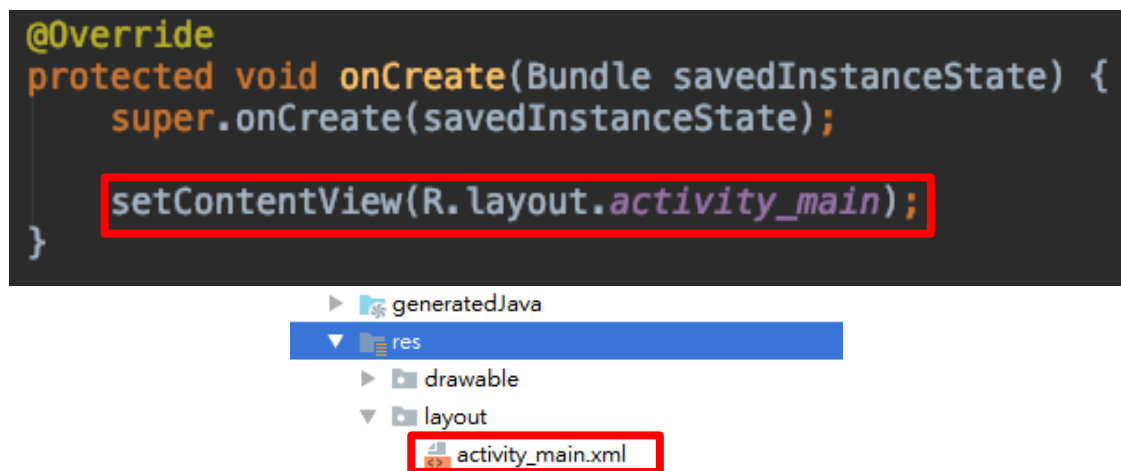 @Override
protected void onCreate(Bundle savedInstanceState) {
super.onCreate(savedInstanceState);
setContentView(R.layout.activity_main);
}
generatedJava
res
drawable
layout
activity_main.xml